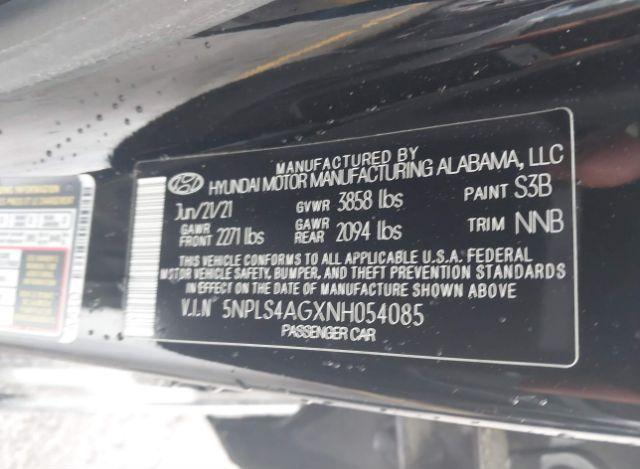 MANUFACTURED BY
HYUNDAI MOTOR MANUFACTURING ALABAMA, LLC
Jun/21/21 GVWR 3858 lbs PAINT S3B
GAWR FRONT 2271 lbs GAWR REAR 2094 lbs TRIM NNB
THIS VEHICLE CONFORMS TO ALL APPLICABLE U.S.A. FEDERAL
MOTOR VEHICLE SAFETY, BUMPER, AND THEFT PREVENTION STANDARDS
IN EFFECT ON THE DATE OF MANUFACTURE SHOWN ABOVE
V.I.N 5NPLS4AGXNH054085
PASSENGER CAR